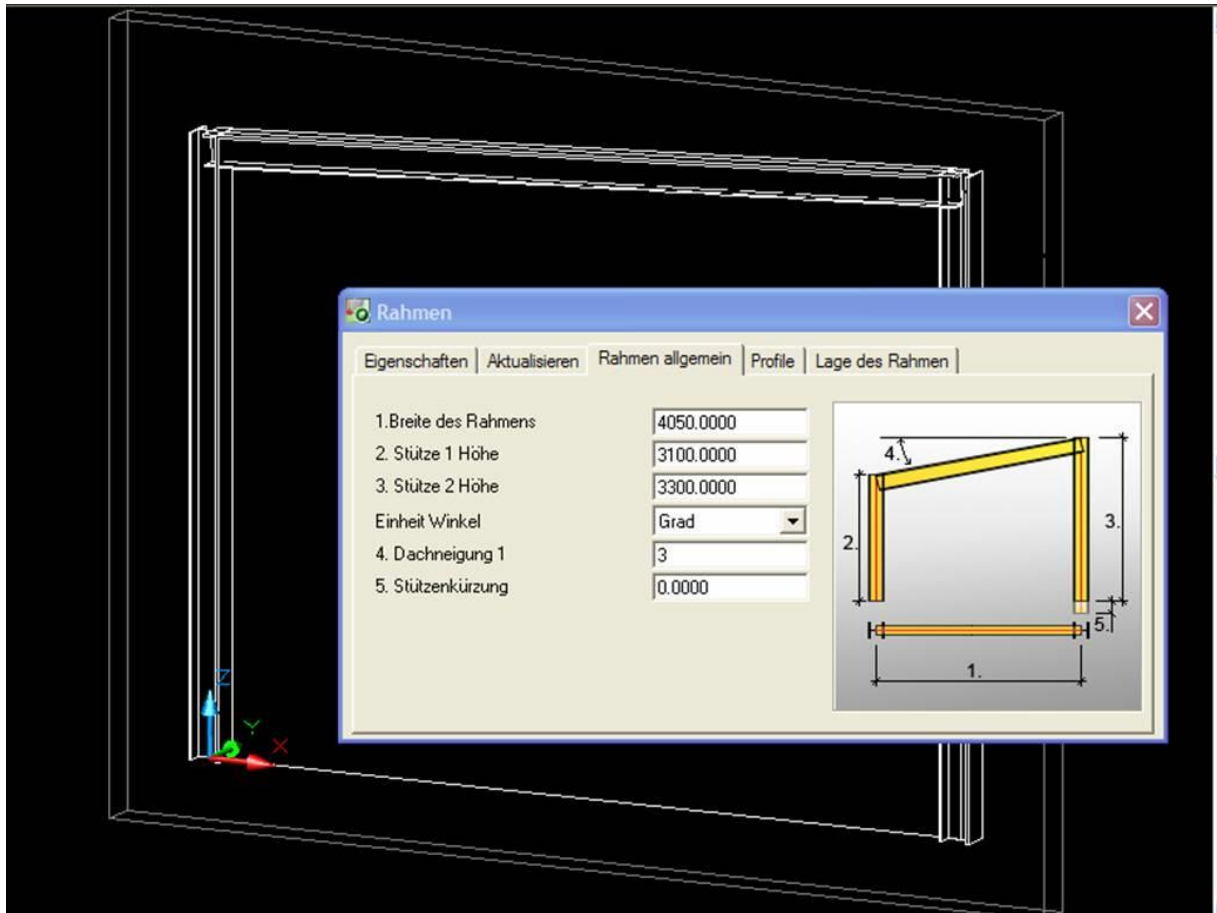 Rahmen
Eigenschaften Aktualisieren Rahmen allgemein Profile Lage des Rahmen
1.Breite des Rahmens 4050.0000
2. Stütze 1 Höhe 3100.0000
3. Stütze 2 Höhe 3300.0000
Einheit Winkel Grad
4. Dachneigung 1 3
5. Stützenkürzung 0.0000
4.
2.
3.
5.
1.
Z
Y
X